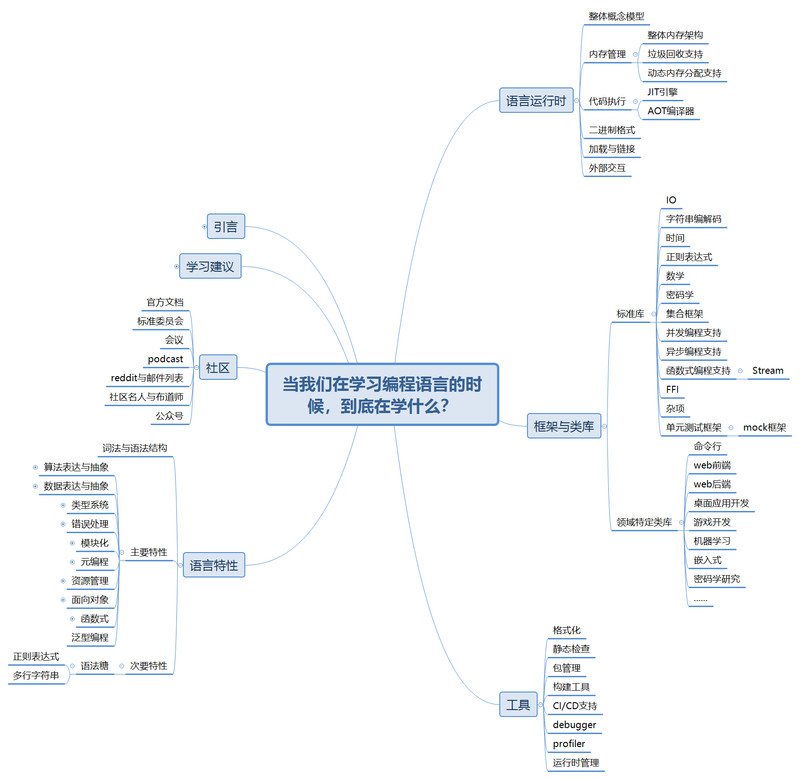 当我们在学习编程语言的时
候，到底在学什么？
语言运行时
整体概念模型
内存管理
整体内存架构
垃圾回收支持
动态内存分配支持
代码执行
JIT引擎
AOT编译器
二进制格式
加载与链接
外部交互
框架与类库
标准库
IO
字符串编解码
时间
正则表达式
数学
密码学
集合框架
并发编程支持
异步编程支持
函数式编程支持
Stream
FFI
杂项
单元测试框架
mock框架
领域特定类库
命令行
web前端
web后端
桌面应用开发
游戏开发
机器学习
嵌入式
密码学研究
......
工具
格式化
静态检查
包管理
构建工具
CI/CD支持
debugger
profiler
运行时管理
引言
学习建议
社区
官方文档
标准委员会
会议
podcast
reddit与邮件列表
社区名人与布道师
公众号
语言特性
词法与语法结构
主要特性
算法表达与抽象
数据表达与抽象
类型系统
错误处理
模块化
元编程
资源管理
面向对象
函数式
泛型编程
次要特性
语法糖
正则表达式
多行字符串